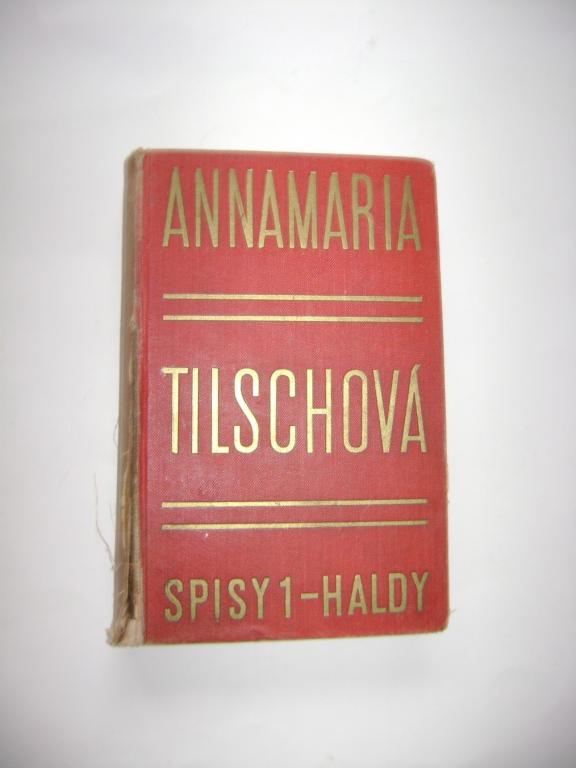 ANNAMARIA
TILSCHOVÁ
SPISY 1 – HALDY